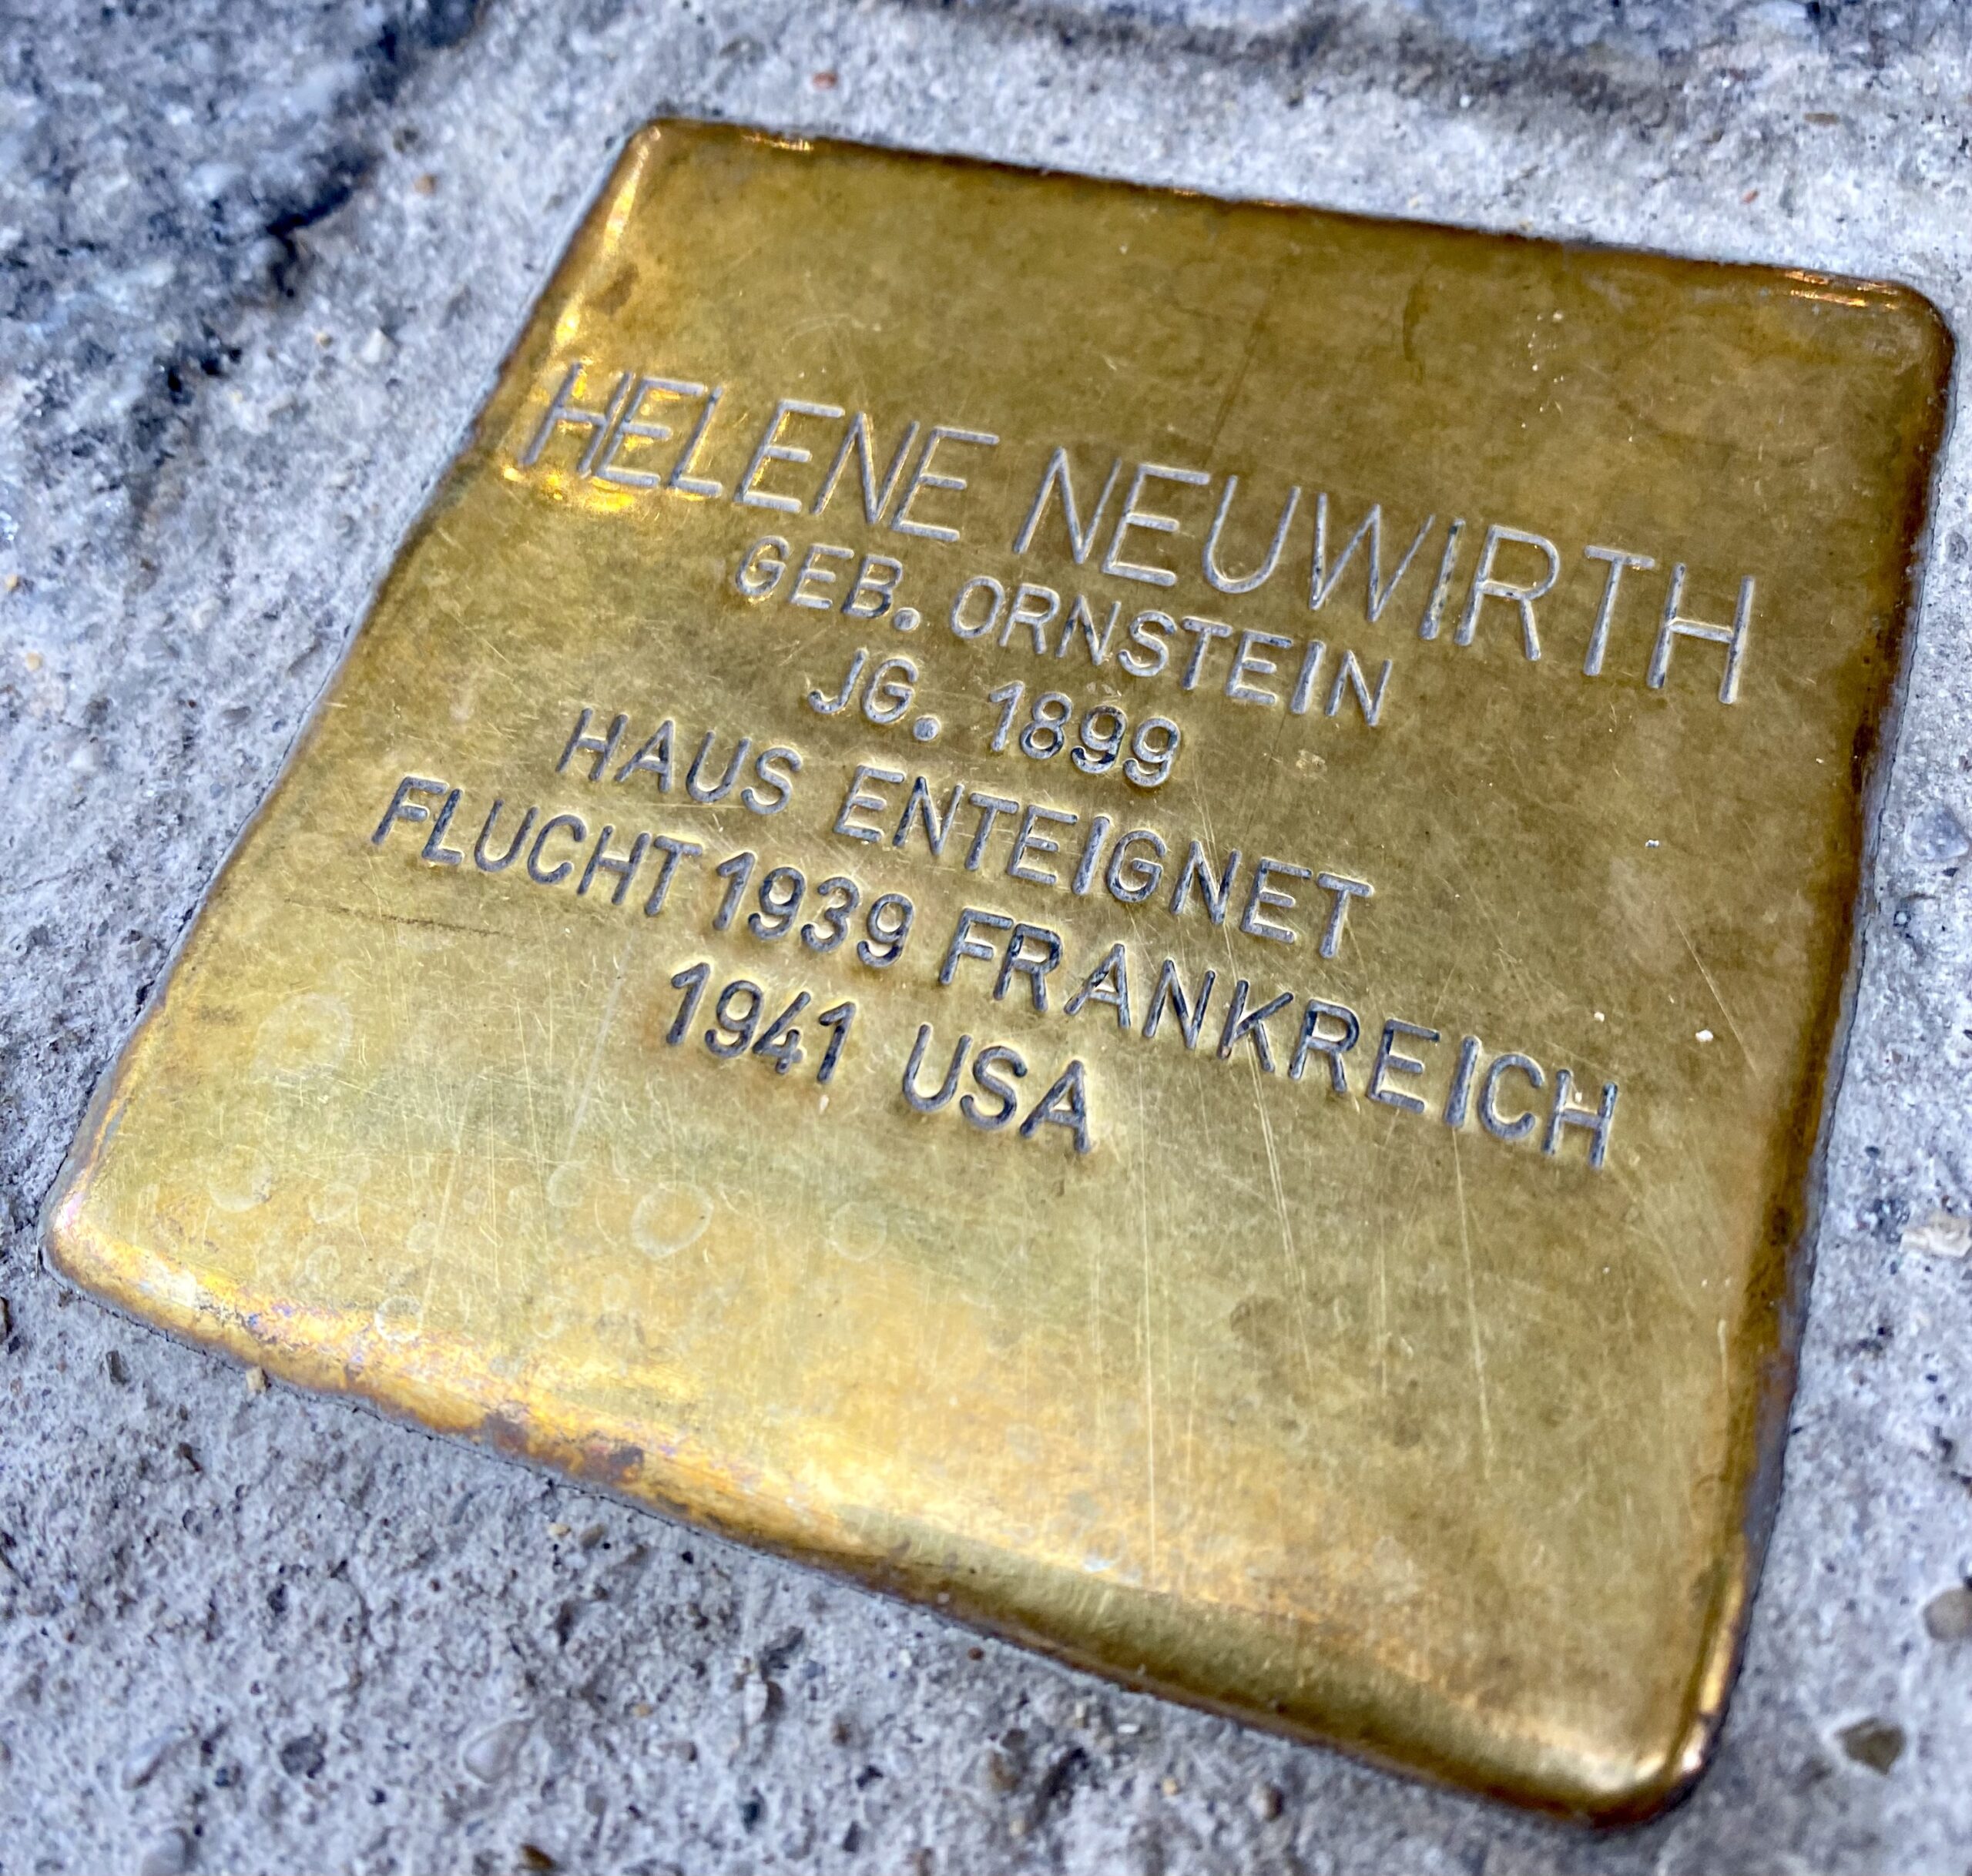 HELENE NEUWIRTH
GEB. ORNSTEIN
JG. 1899
HAUS ENTEIGNET
FLUCHT 1939 FRANKREICH
1941 USA